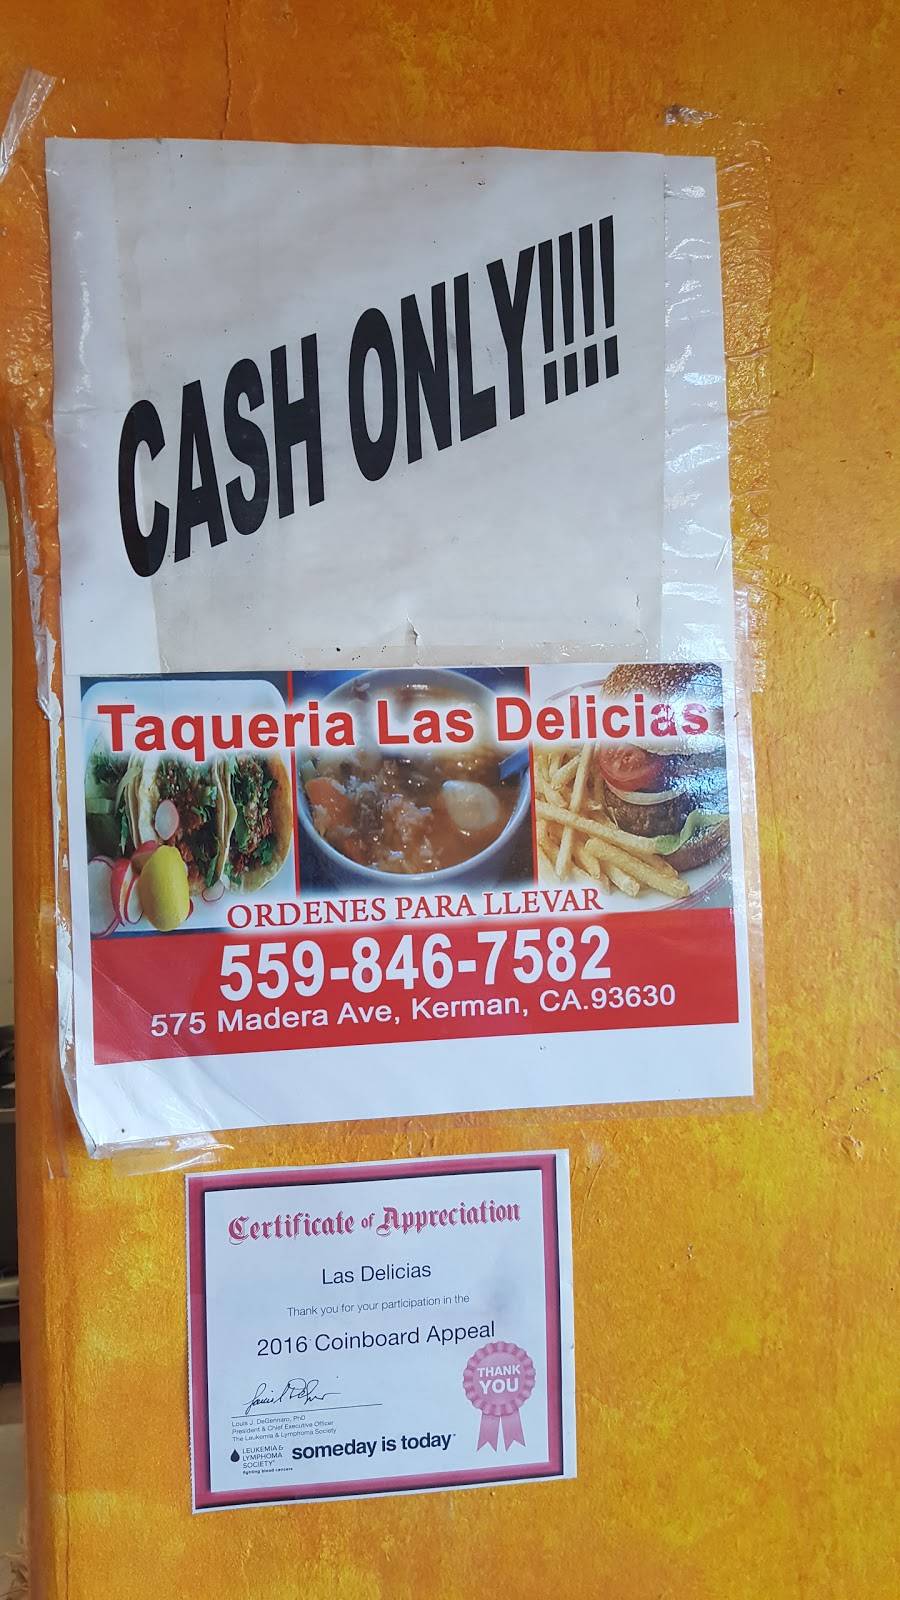 CASH ONLY!!!!
Taqueria Las Delicias
ORDENES PARA LLEVAR
559-846-7582
575 Madera Ave, Kerman, CA.93630
Certificate of Appreciation
Las Delicias
Thank you for your participation in the
2016 Coinboard Appeal
THANK
YOU
Louis J. DeGennaro, PhD
President & Chief Executive Officer
The Leukemia & Lymphoma Society
LEUKEMIA &
LYMPHOMA
SOCIETY
fighting blood cancers
someday is today